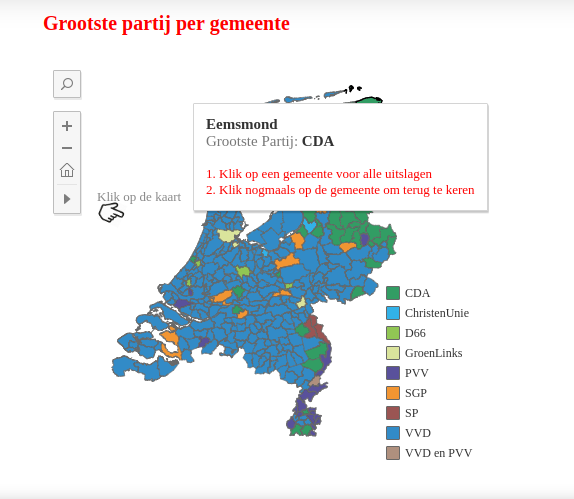 Grootste partij per gemeente
Eemsmond
Grootste Partij: CDA
1. Klik op een gemeente voor alle uitslagen
2. Klik nogmaals op de gemeente om terug te keren
Klik op de kaart
CDA
ChristenUnie
D66
GroenLinks
PVV
SGP
SP
VVD
VVD en PVV